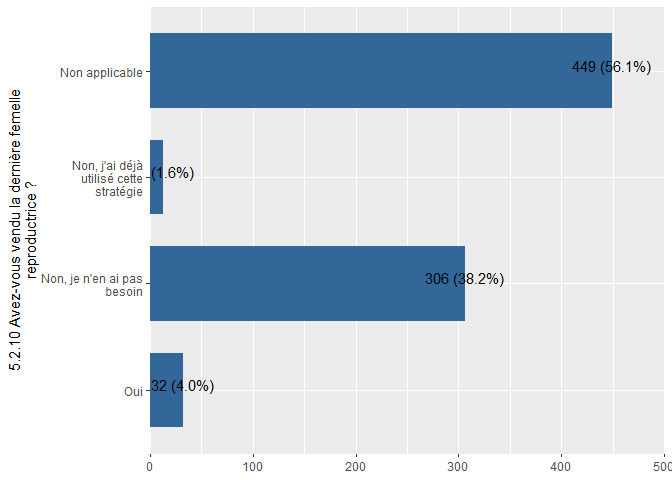 5.2.10 Avez-vous vendu la dernière femelle
reproductrice ?
Non applicable
449 (56.1%)
Non, j'ai déjà
utilisé cette
stratégie
(1.6%)
Non, je n'en ai pas
besoin
306 (38.2%)
Oui
32 (4.0%)
0 100 200 300 400 500